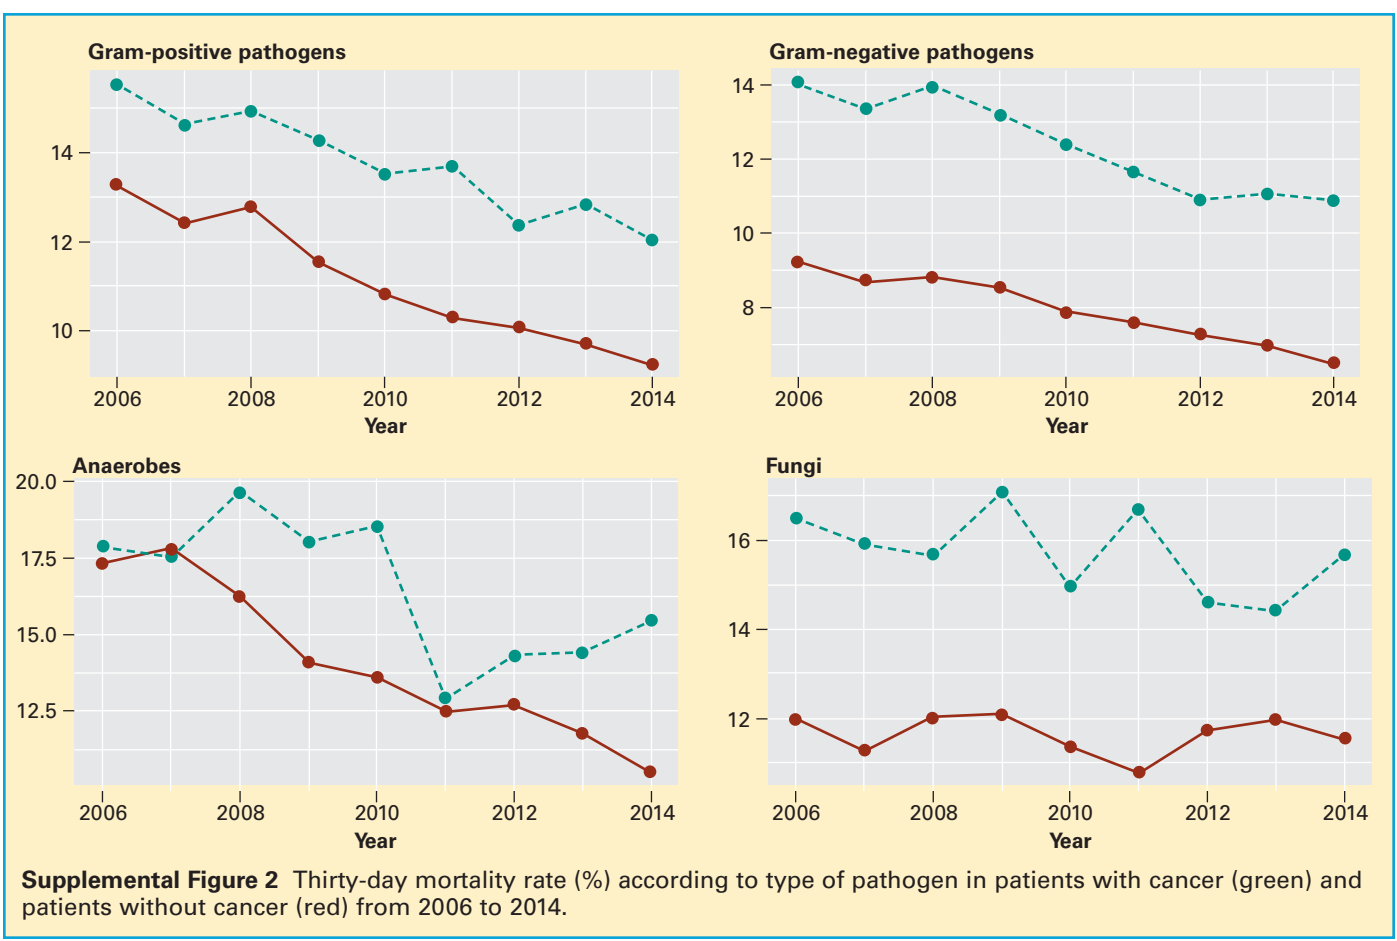 Gram-positive pathogens
14
12
10
2006 2008 2010 2012 2014
Year
Gram-negative pathogens
14
12
10
8
2006 2008 2010 2012 2014
Year
Anaerobes
20.0
17.5
15.0
12.5
2006 2008 2010 2012 2014
Year
Fungi
16
14
12
2006 2008 2010 2012 2014
Year
Supplemental Figure 2 Thirty-day mortality rate (%) according to type of pathogen in patients with cancer (green) and
patients without cancer (red) from 2006 to 2014.